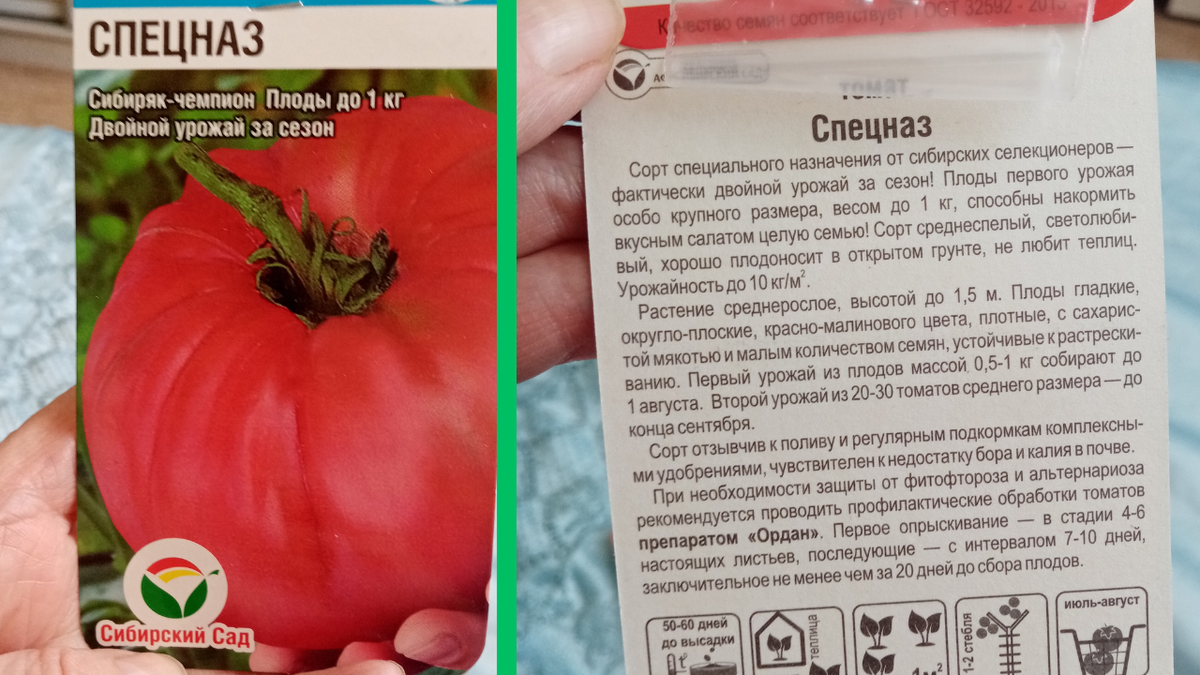 СПЕЦНАЗ
Сибиряк-чемпион Плоды до 1 кг
Двойной урожай за сезон
Сибирский Сад
Качество семян соответствует ГОСТ 32592 - 2013
томат
Спецназ
Сорт специального назначения от сибирских селекционеров —
фактически двойной урожай за сезон! Плоды первого урожая
особо крупного размера, весом до 1 кг, способны накормить
вкусным салатом целую семью! Сорт среднеспелый, светолюби-
вый, хорошо плодоносит в открытом грунте, не любит теплиц.
Урожайность до 10 кг/м².
Растение среднерослое, высотой до 1,5 м. Плоды гладкие,
округло-плоские, красно-малинового цвета, плотные, с сахарис-
той мякотью и малым количеством семян, устойчивые к растрески-
ванию. Первый урожай из плодов массой 0,5-1 кг собирают до
1 августа. Второй урожай из 20-30 томатов среднего размера — до
конца сентября.
Сорт отзывчив к поливу и регулярным подкормкам комплексны-
ми удобрениями, чувствителен к недостатку бора и калия в почве.
При необходимости защиты от фитофтороза и альтернариоза
рекомендуется проводить профилактические обработки томатов
препаратом «Ордан». Первое опрыскивание — в стадии 4-6
настоящих листьев, последующие — с интервалом 7-10 дней,
заключительное не менее чем за 20 дней до сбора плодов.
50-60 дней
до высадки
теплица
1м²
1-2 стебля
июль-август